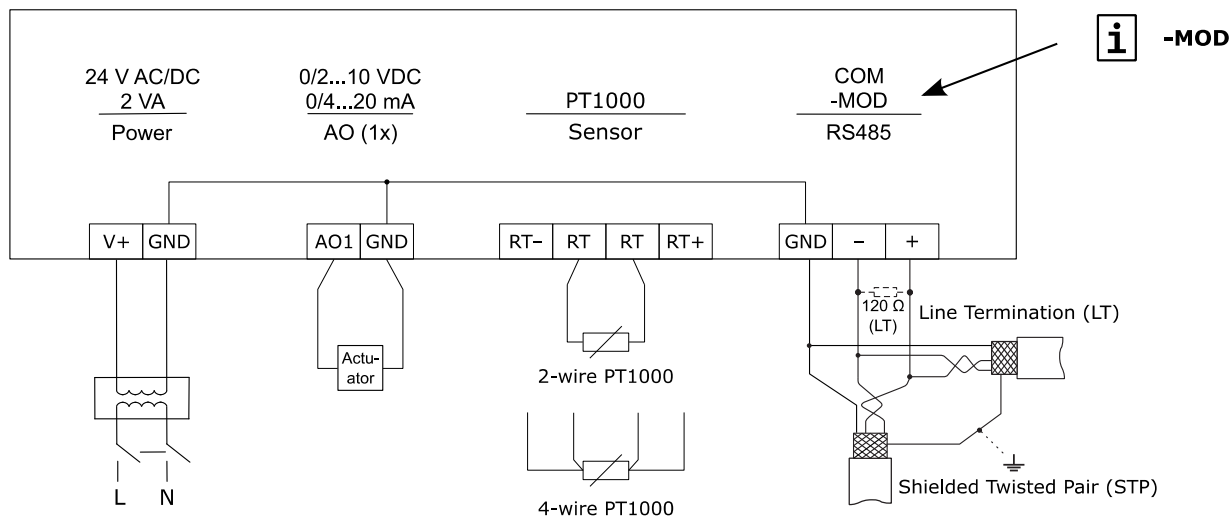 i -MOD
24 V AC/DC
2 VA
Power
0/2...10 VDC
0/4...20 mA
AO (1x)
PT1000
Sensor
COM
-MOD
RS485
V+ GND
AO1 GND
RT- RT RT RT+
GND – +
120 Ω
(LT)
Line Termination (LT)
Actu-
ator
2-wire PT1000
4-wire PT1000
L N
Shielded Twisted Pair (STP)